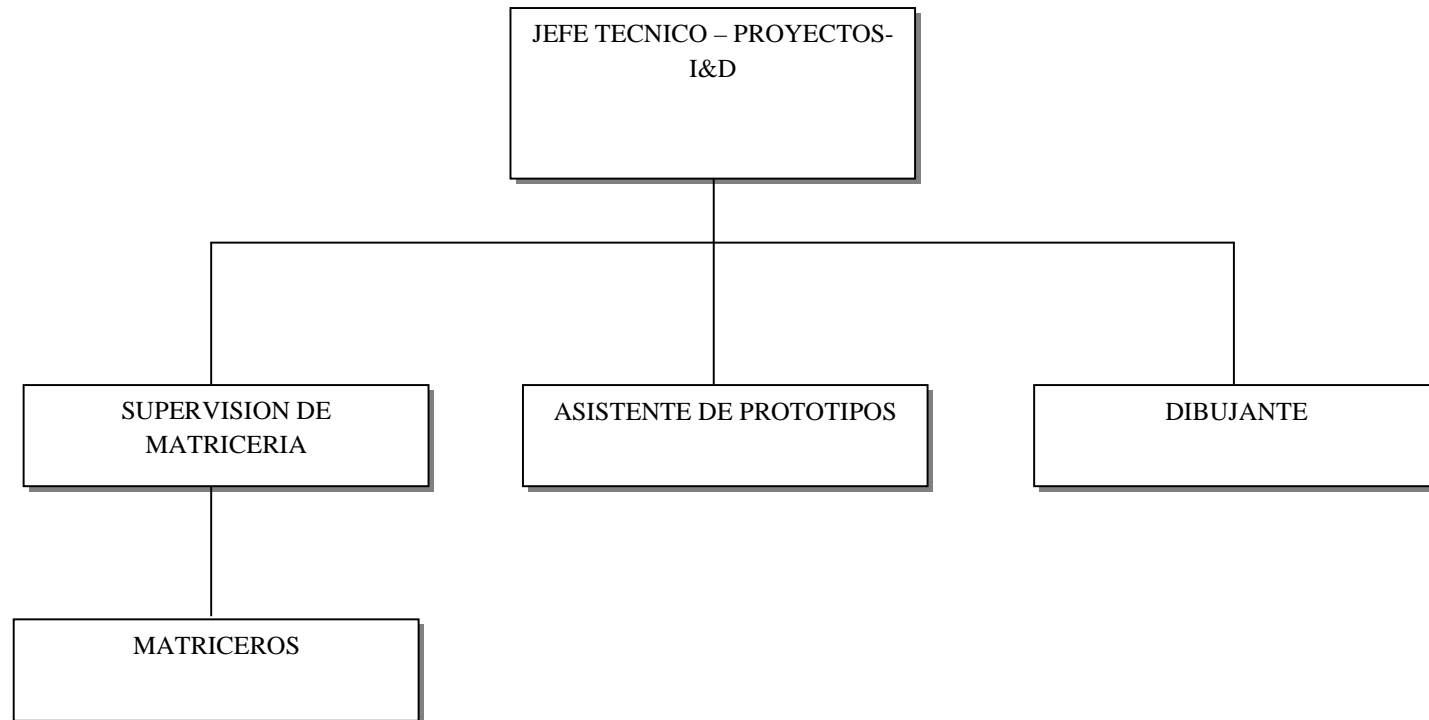 JEFE TECNICO – PROYECTOS-
I&D
SUPERVISION DE
MATRICERIA
ASISTENTE DE PROTOTIPOS
DIBUJANTE
MATRICEROS